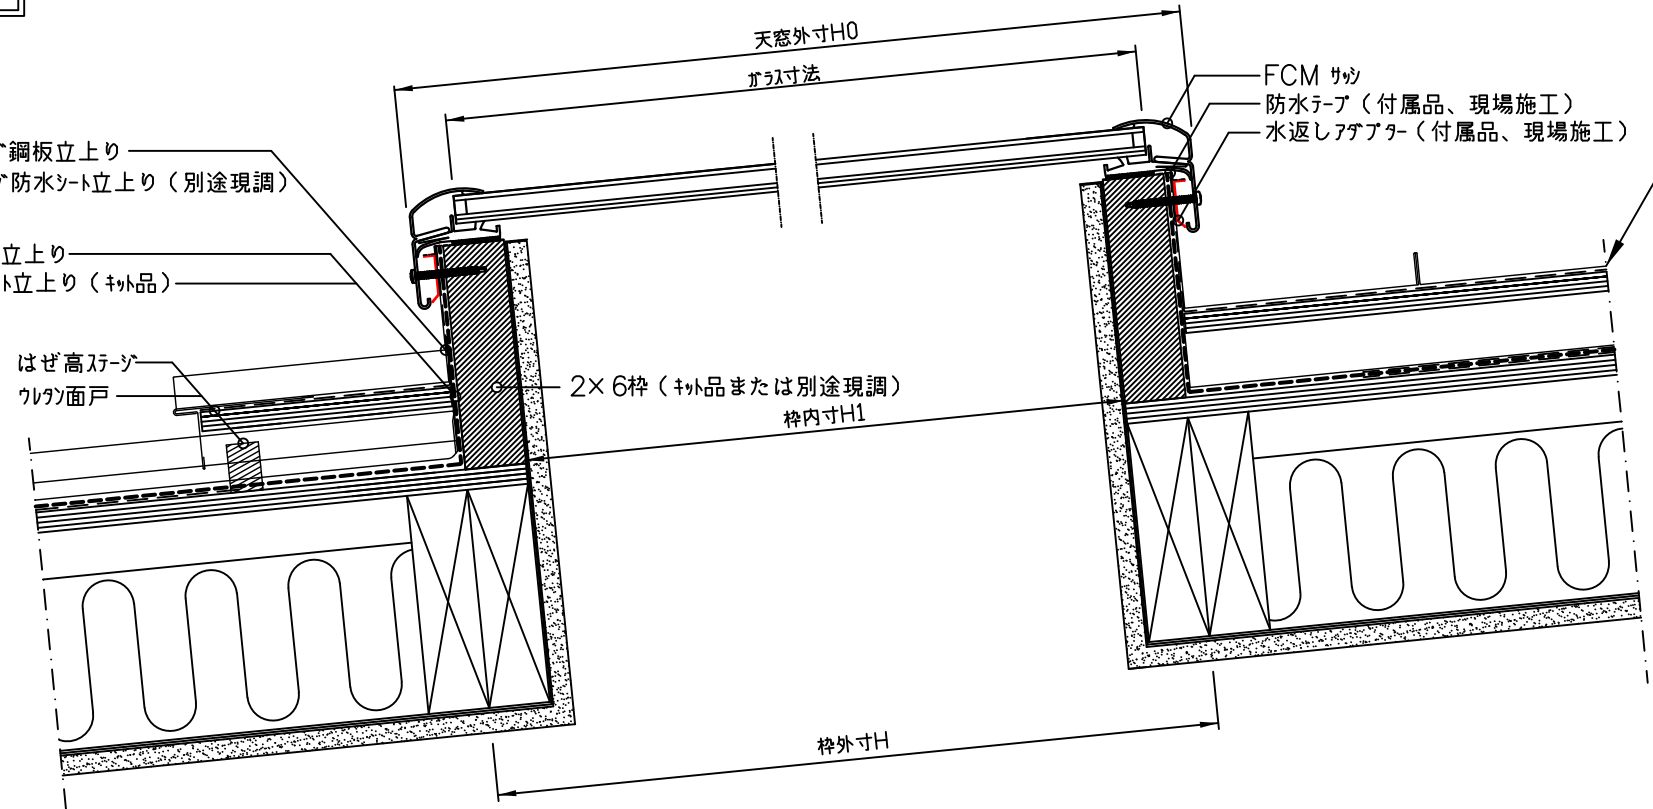 天窓外寸H0
ガラス寸法
FCM サッシ
防水テープ（付属品、現場施工）
水返しアダプター（付属品、現場施工）
鋼板立上り
防水シート立上り（別途現調）
立上り
ト立上り（キット品）
はぜ高ステージ
ウレタン面戸
2×6枠（キット品または別途現調）
枠内寸H1
枠外寸H